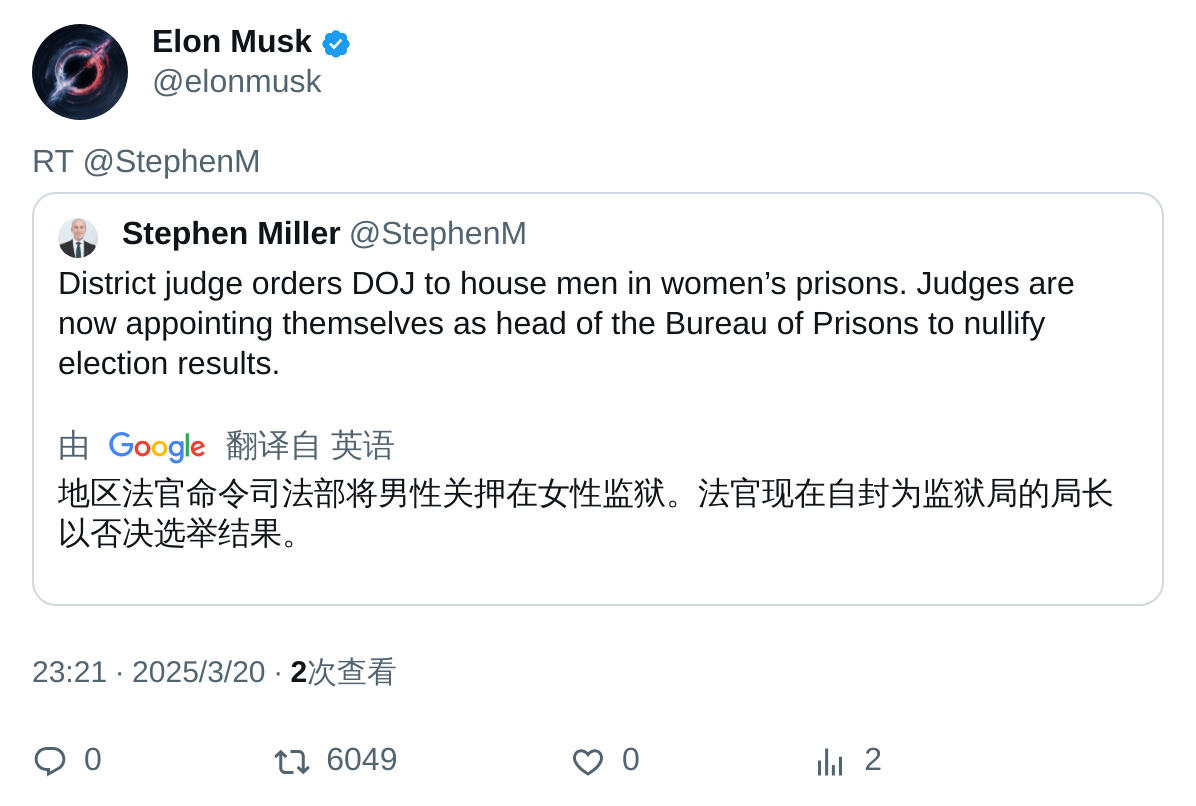 Elon Musk
@elonmusk
RT @StephenM
Stephen Miller @StephenM
District judge orders DOJ to house men in women’s prisons. Judges are
now appointing themselves as head of the Bureau of Prisons to nullify
election results.
由 Google 翻译自 英语
地区法官命令司法部将男性关押在女性监狱。法官现在自封为监狱局的局长
以否决选举结果。
23:21 · 2025/3/20 · 2次查看
0 6049 0 2